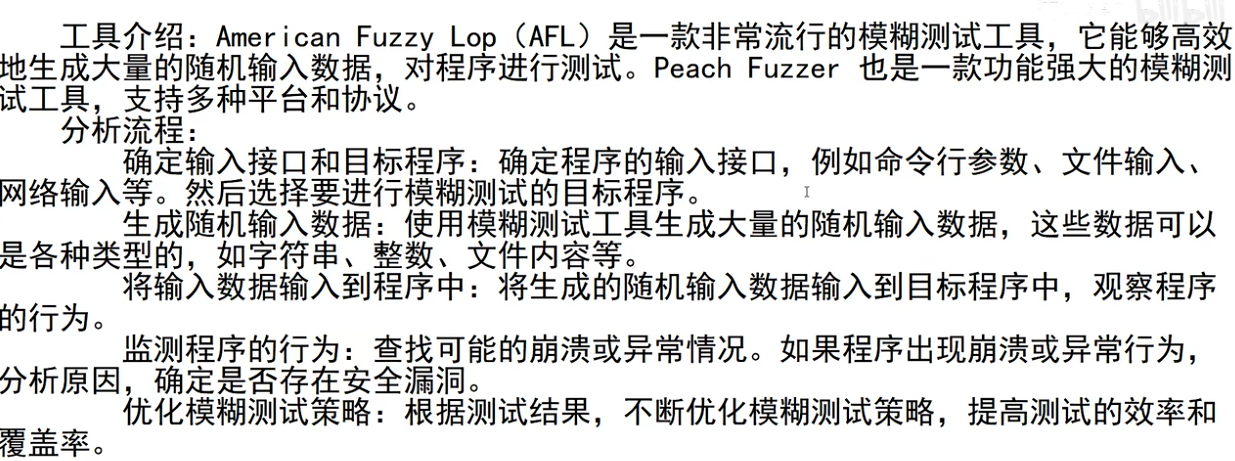 工具介绍：American Fuzzy Lop（AFL）是一款非常流行的模糊测试工具，它能够高效
地生成大量的随机输入数据，对程序进行测试。Peach Fuzzer 也是一款功能强大的模糊测
试工具，支持多种平台和协议。
分析流程：
确定输入接口和目标程序：确定程序的输入接口，例如命令行参数、文件输入、
网络输入等。然后选择要进行模糊测试的目标程序。
生成随机输入数据：使用模糊测试工具生成大量的随机输入数据，这些数据可以
是各种类型的，如字符串、整数、文件内容等。
将输入数据输入到程序中：将生成的随机输入数据输入到目标程序中，观察程序
的行为。
监测程序的行为：查找可能的崩溃或异常情况。如果程序出现崩溃或异常行为，
分析原因，确定是否存在安全漏洞。
优化模糊测试策略：根据测试结果，不断优化模糊测试策略，提高测试的效率和
覆盖率。